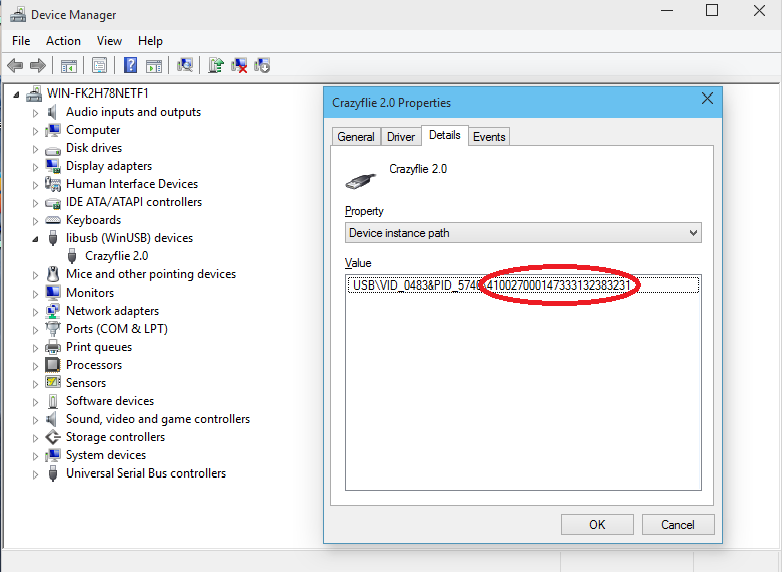 Device Manager
File Action View Help
WIN-FK2H78NETF1
Audio inputs and outputs
Computer
Disk drives
Display adapters
Human Interface Devices
IDE ATA/ATAPI controllers
Keyboards
libusb (WinUSB) devices
Crazyflie 2.0
Mice and other pointing devices
Monitors
Network adapters
Ports (COM & LPT)
Print queues
Processors
Sensors
Software devices
Sound, video and game controllers
Storage controllers
System devices
Universal Serial Bus controllers
Crazyflie 2.0 Properties
General Driver Details Events
Crazyflie 2.0
Property
Device instance path
Value
USB\VID_0483&PID_5740\410027000147333132383231
OK Cancel